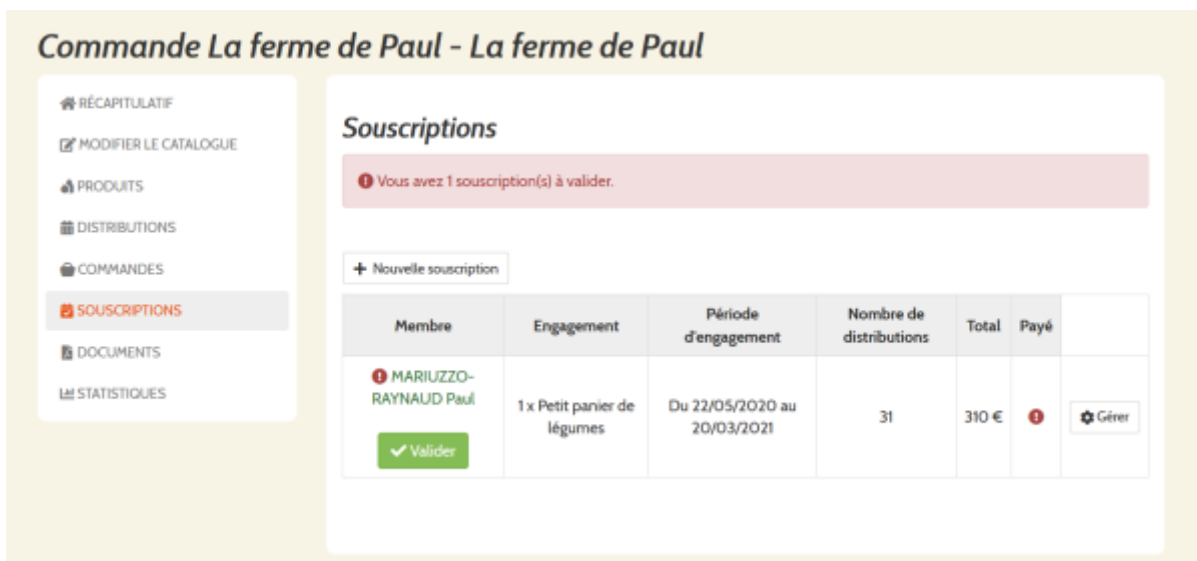 Commande La ferme de Paul - La ferme de Paul
RÉCAPITULATIF
MODIFIER LE CATALOGUE
PRODUITS
DISTRIBUTIONS
COMMANDES
SOUSCRIPTIONS
DOCUMENTS
STATISTIQUES
Souscriptions
Vous avez 1 souscription(s) à valider.
+ Nouvelle souscription
Membre
Engagement
Période
d'engagement
Nombre de
distributions
Total
Payé
MARIUZZO-
RAYNAUD Paul
Valider
1 x Petit panier de
légumes
Du 22/05/2020 au
20/03/2021
31
310 €
Gérer